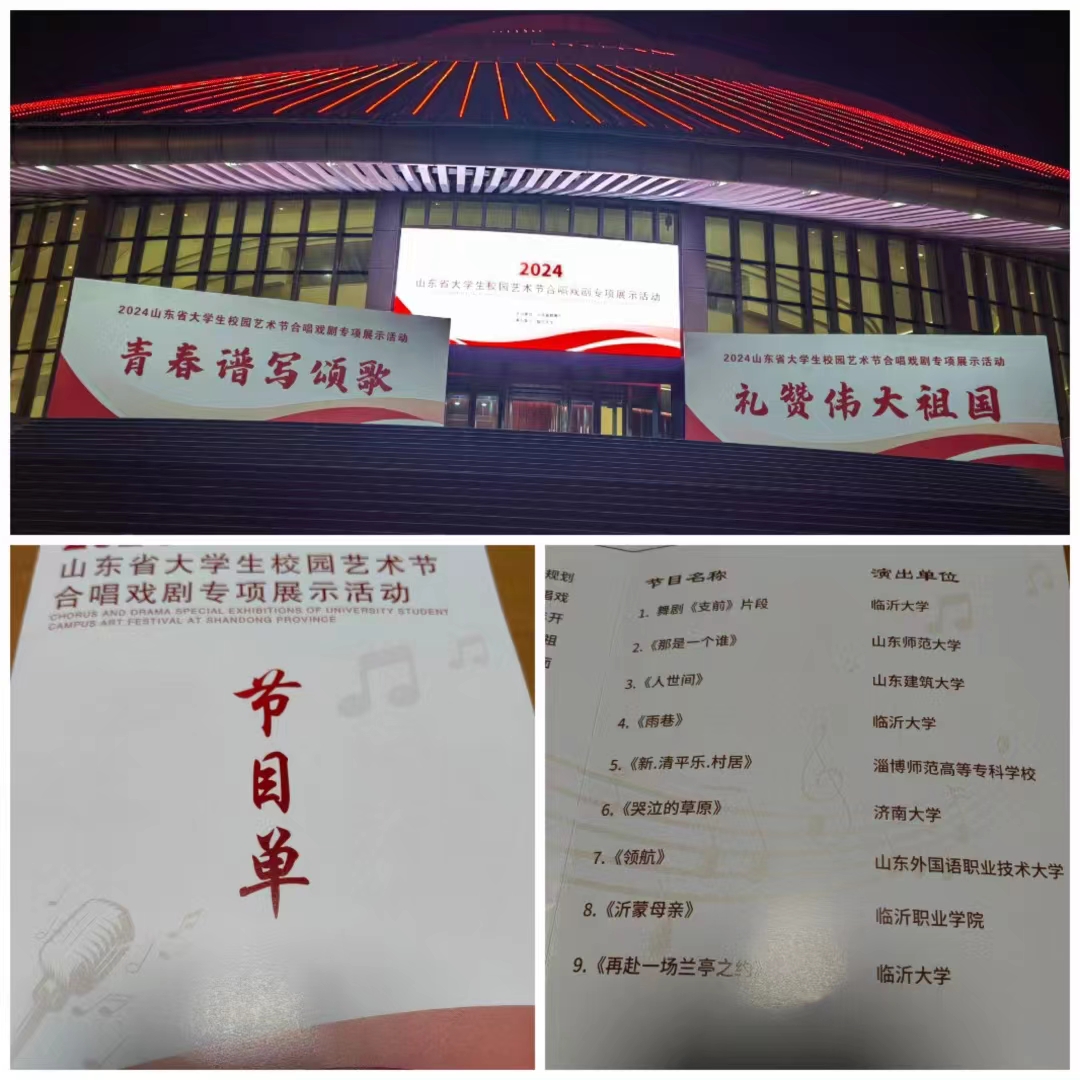 2024
山东省大学生校园艺术节合唱戏剧专项展示活动
2024山东省大学生校园艺术节合唱戏剧专项展示活动
青春谱写颂歌
2024山东省大学生校园艺术节合唱戏剧专项展示活动
礼赞伟大祖国
山东省大学生校园艺术节
合唱戏剧专项展示活动
CHORUS AND DRAMA SPECIAL EXHIBITIONS OF UNIVERSITY STUDENT
CAMPUS ART FESTIVAL AT SHANDONG PROVINCE
节目单
规划
唱戏
开
祖
节目名称 演出单位
1. 舞剧《支前》片段 临沂大学
2.《那是一个谁》 山东师范大学
3.《人世间》 山东建筑大学
4.《雨巷》 临沂大学
5.《新.清平乐.村居》 淄博师范高等专科学校
6.《哭泣的草原》 济南大学
7.《领航》 山东外国语职业技术大学
8.《沂蒙母亲》 临沂职业学院
9.《再赴一场兰亭之约 临沂大学